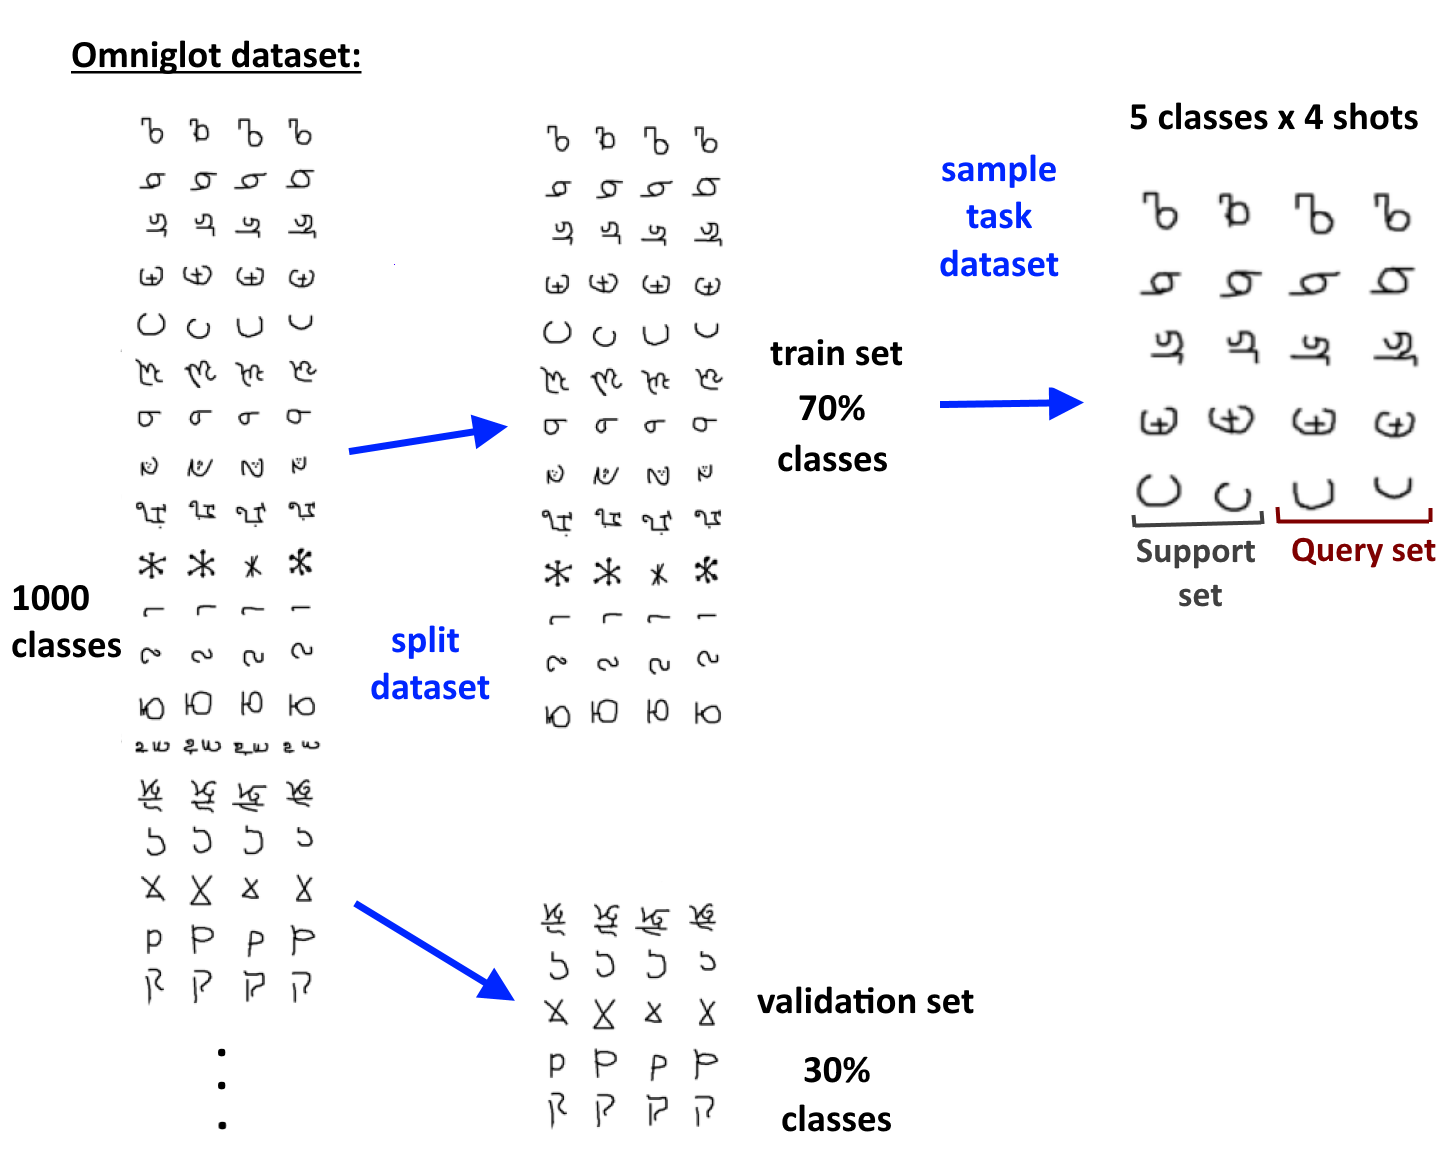 Omniglot dataset:
1000
classes
split
dataset
train set
70%
classes
validation set
30%
classes
sample
task
dataset
5 classes x 4 shots
Support
set
Query set